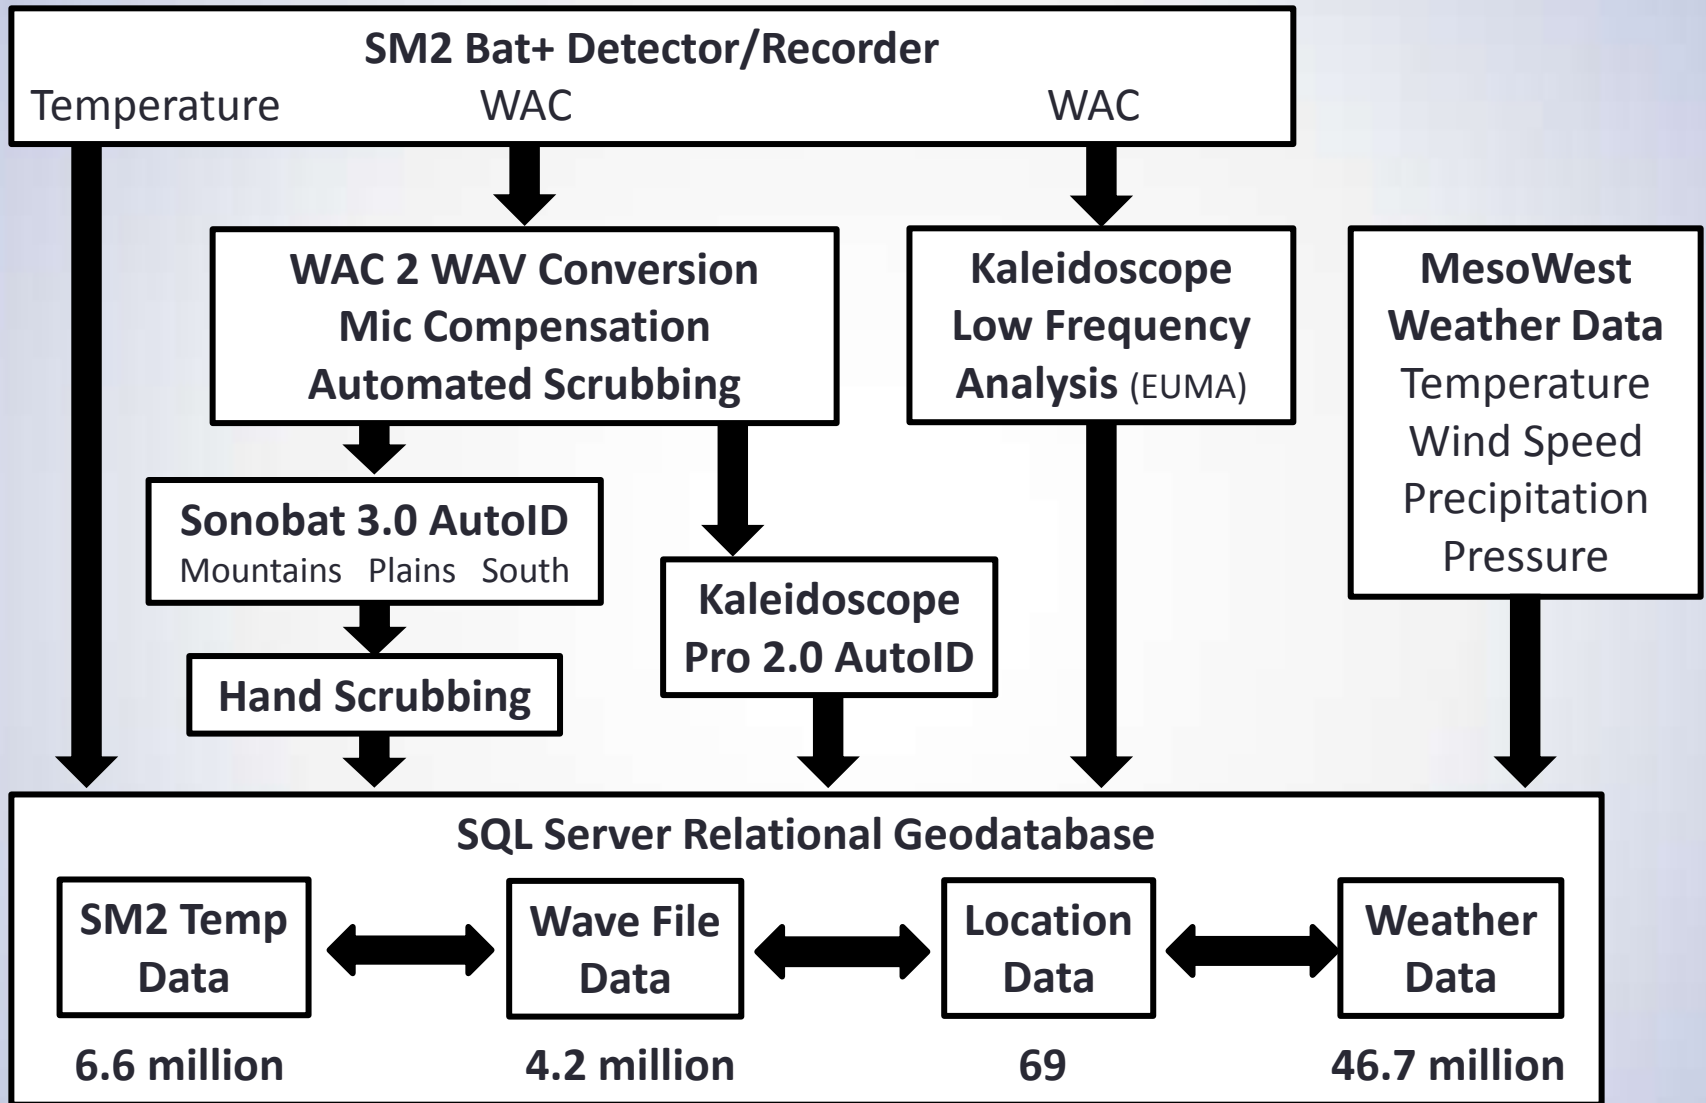 SM2 Bat+ Detector/Recorder
Temperature WAC WAC
WAC 2 WAV Conversion
Mic Compensation
Automated Scrubbing
Kaleidoscope
Low Frequency
Analysis (EUMA)
MesoWest
Weather Data
Temperature
Wind Speed
Precipitation
Pressure
Sonobat 3.0 AutoID
Mountains Plains South
Kaleidoscope
Pro 2.0 AutoID
Hand Scrubbing
SQL Server Relational Geodatabase
SM2 Temp
Data
Wave File
Data
Location
Data
Weather
Data
6.6 million 4.2 million 69 46.7 million